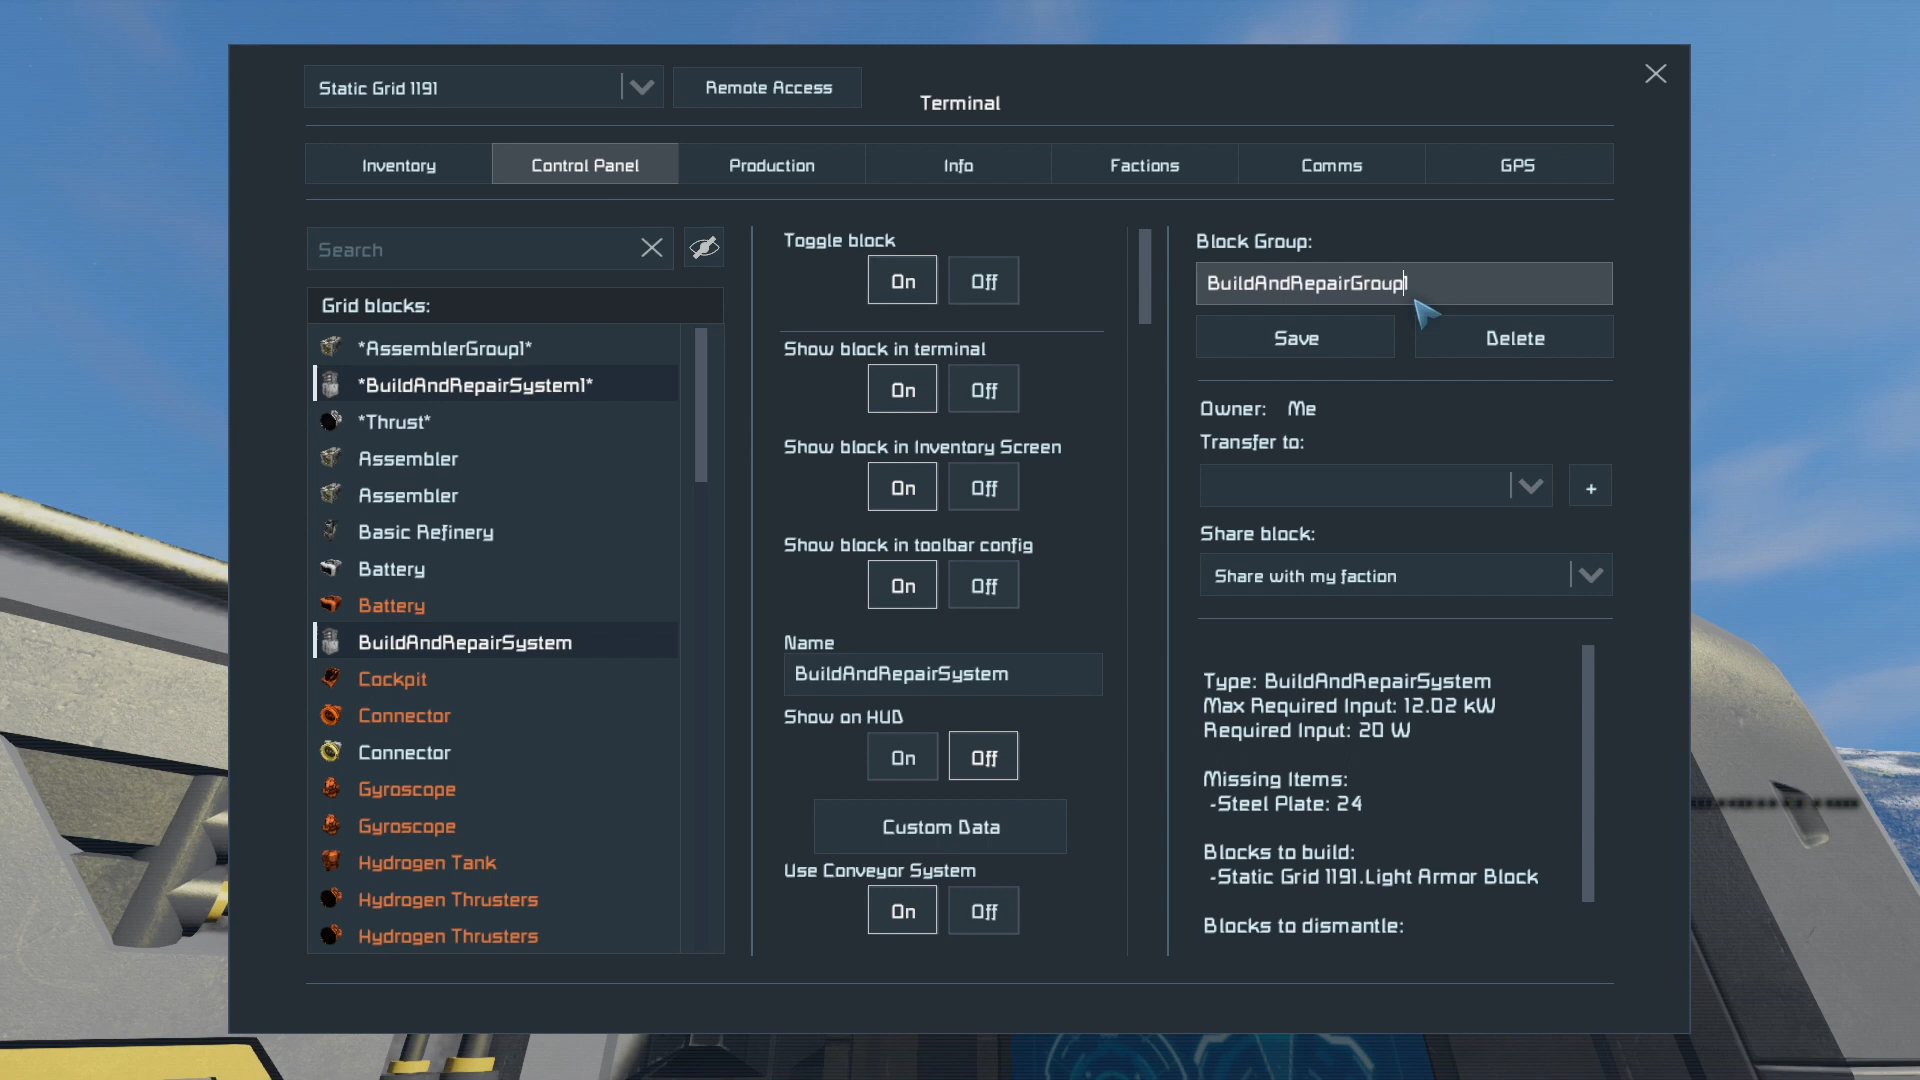 Static Grid 1191
Remote Access
Terminal
Inventory
Control Panel
Production
Info
Factions
Comms
GPS
Search
Grid blocks:
*AssemblerGroup1*
*BuildAndRepairSystem1*
*Thrust*
Assembler
Assembler
Basic Refinery
Battery
Battery
BuildAndRepairSystem
Cockpit
Connector
Connector
Gyroscope
Gyroscope
Hydrogen Tank
Hydrogen Thrusters
Hydrogen Thrusters
Toggle block
On Off
Show block in terminal
On Off
Show block in Inventory Screen
On Off
Show block in toolbar config
On Off
Name
BuildAndRepairSystem
Show on HUD
On Off
Custom Data
Use Conveyor System
On Off
Block Group:
BuildAndRepairGroup1
Save
Delete
Owner: Me
Transfer to:
+
Share block:
Share with my faction
Type: BuildAndRepairSystem
Max Required Input: 12.02 kW
Required Input: 20 W
Missing Items:
-Steel Plate: 24
Blocks to build:
-Static Grid 1191.Light Armor Block
Blocks to dismantle: